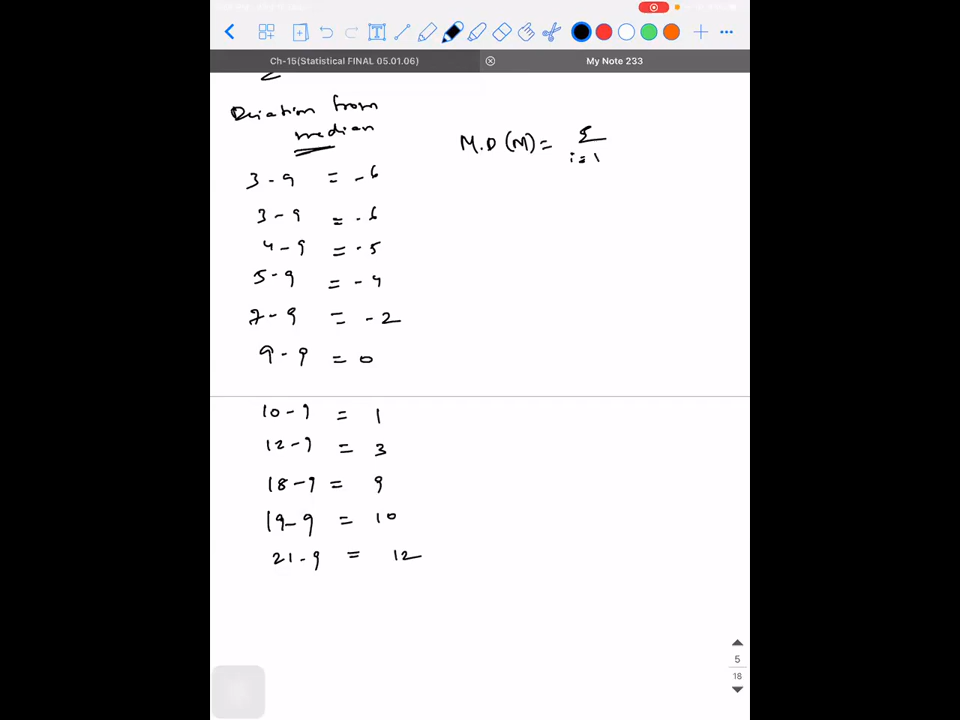 Ch-15(Statistical FINAL 05.01.06)
My Note 233
Deviation from
median
3 - 9 = - 6
3 - 9 = - 6
4 - 9 = - 5
5 - 9 = - 4
7 - 9 = - 2
9 - 9 = 0
10 - 9 = 1
12 - 9 = 3
18 - 9 = 9
19 - 9 = 10
21 - 9 = 12
M.D (M) = Σ
i = 1
5
18